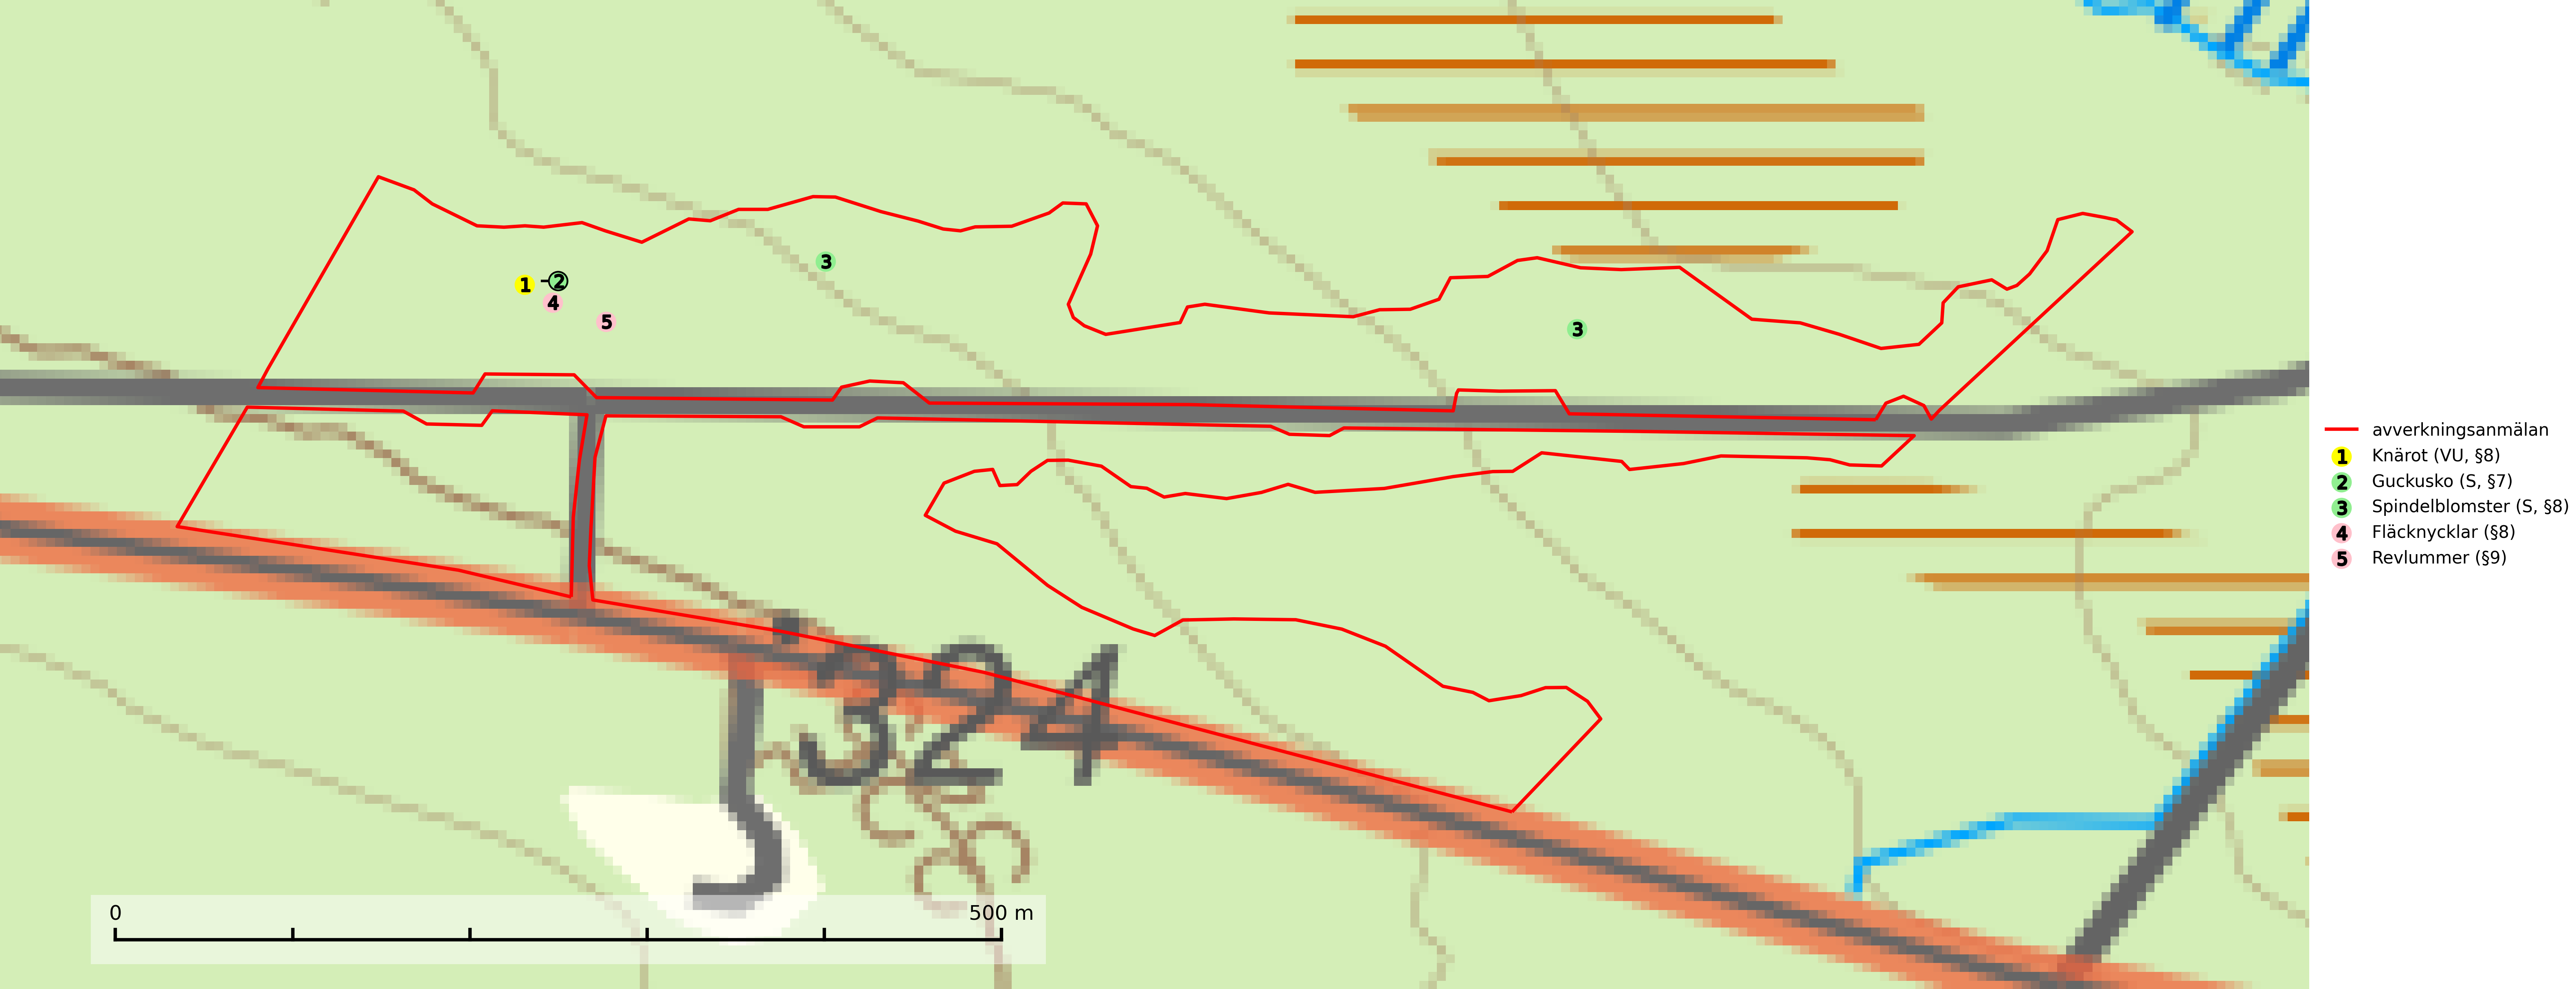 3
1
2
4
5
3
324
0 500 m
avverkningsanmälan
1 Knärot (VU, §8)
2 Guckusko (S, §7)
3 Spindelblomster (S, §8)
4 Fläcknycklar (§8)
5 Revlummer (§9)